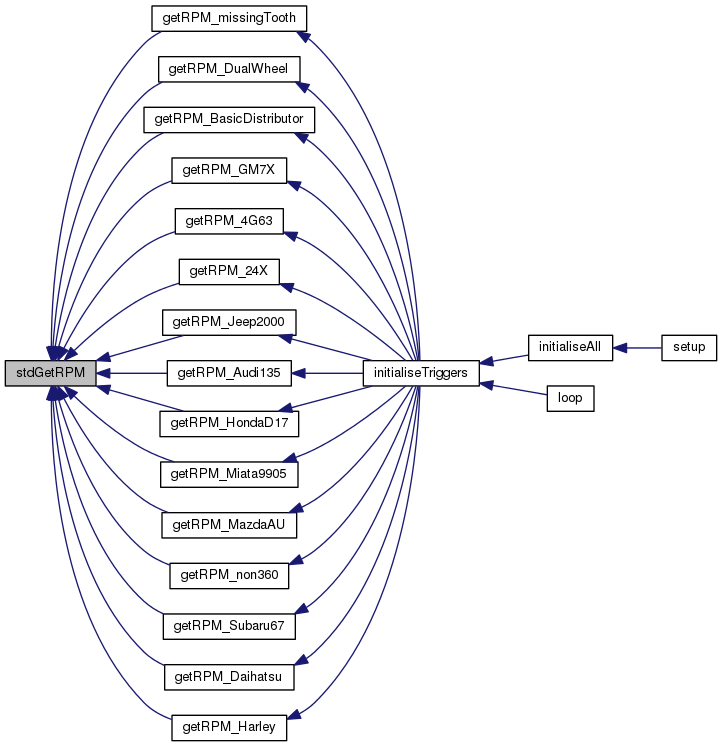 getRPM_missingTooth
getRPM_DualWheel
getRPM_BasicDistributor
getRPM_GM7X
getRPM_4G63
getRPM_24X
getRPM_Jeep2000
initialiseAll
setup
stdGetRPM
getRPM_Audi135
initialiseTriggers
loop
getRPM_HondaD17
getRPM_Miata9905
getRPM_MazdaAU
getRPM_non360
getRPM_Subaru67
getRPM_Daihatsu
getRPM_Harley